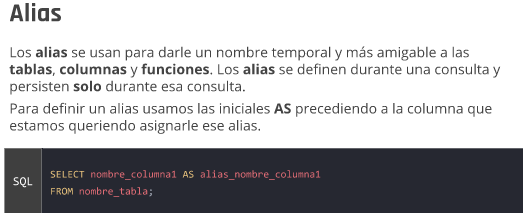 Alias
Los alias se usan para darle un nombre temporal y más amigable a las
tablas, columnas y funciones. Los alias se definen durante una consulta y
persisten solo durante esa consulta.
Para definir un alias usamos las iniciales AS precediendo a la columna que
estamos queriendo asignarle ese alias.
SQL
SELECT nombre_columna1 AS alias_nombre_columna1
FROM nombre_tabla;